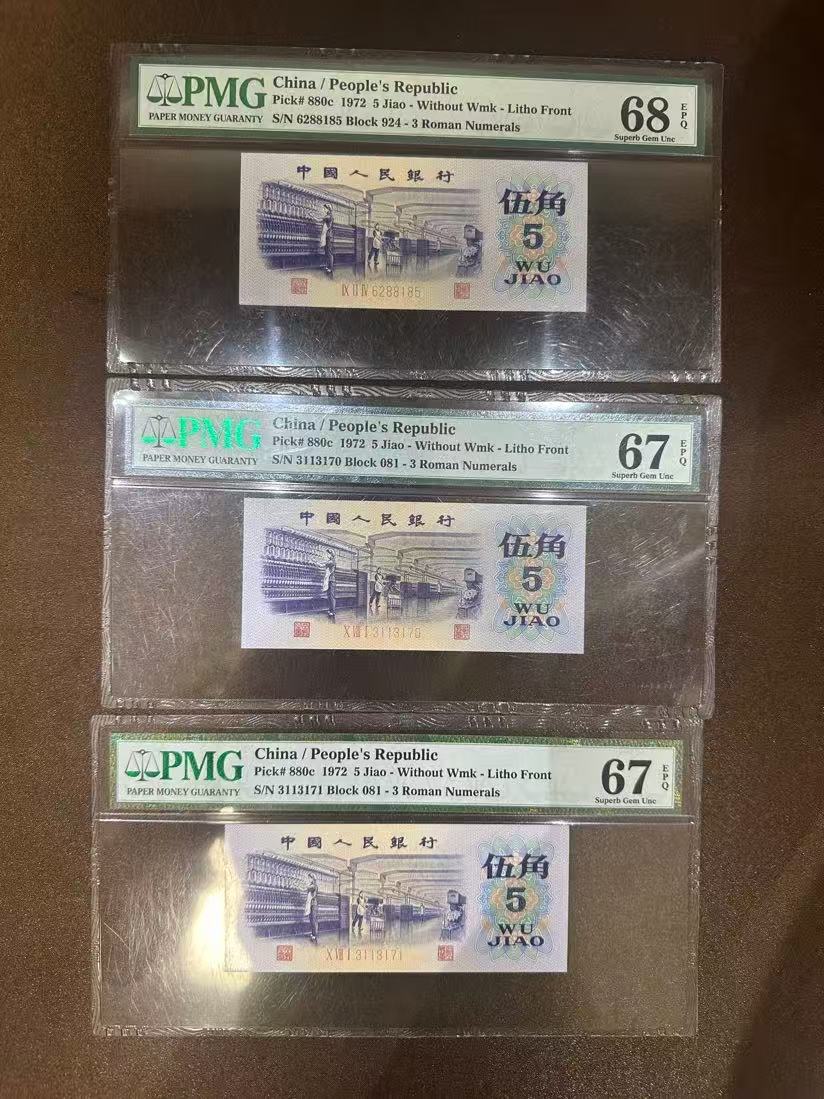 PMG
PAPER MONEY GUARANTY
China / People's Republic
Pick# 880c 1972 5 Jiao - Without Wmk - Litho Front
S/N 6288185 Block 924 - 3 Roman Numerals
68
EPQ
Superb Gem Unc
中國人民銀行
伍角
5
WU
JIAO
Ⅸ Ⅱ Ⅳ 6288185
PMG
PAPER MONEY GUARANTY
China / People's Republic
Pick# 880c 1972 5 Jiao - Without Wmk - Litho Front
S/N 3113170 Block 081 - 3 Roman Numerals
67
EPQ
Superb Gem Unc
中國人民銀行
伍角
5
WU
JIAO
Ⅹ Ⅷ Ⅰ 3113170
PMG
PAPER MONEY GUARANTY
China / People's Republic
Pick# 880c 1972 5 Jiao - Without Wmk - Litho Front
S/N 3113171 Block 081 - 3 Roman Numerals
67
EPQ
Superb Gem Unc
中國人民銀行
伍角
5
WU
JIAO
Ⅹ Ⅷ Ⅰ 3113171